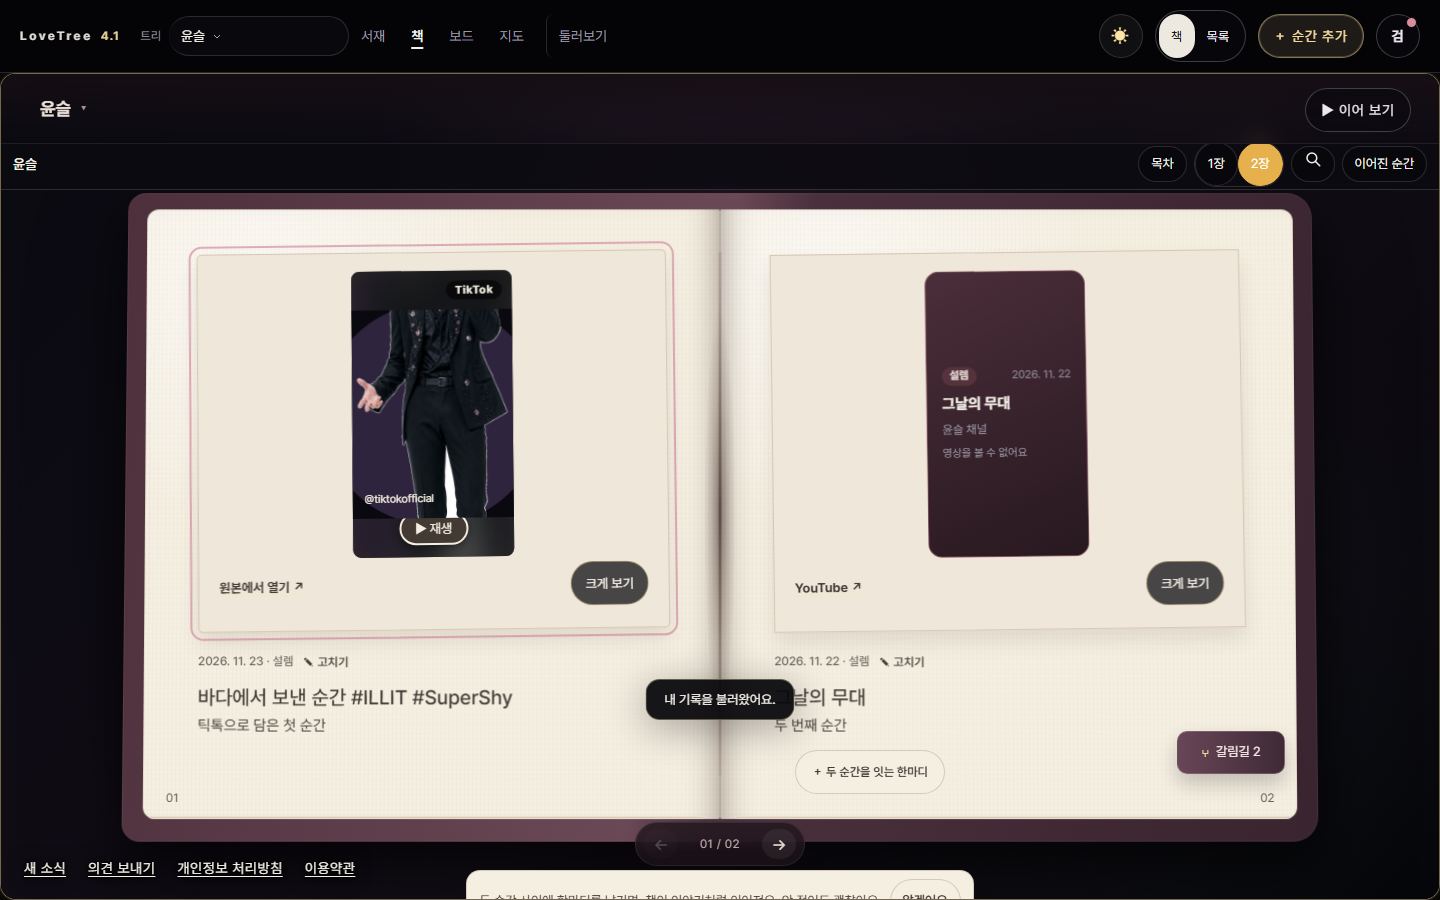 LoveTree 4.1 트리 윤슬 서재 책 보드 지도 둘러보기 책 목록 + 순간 추가 검
윤슬
▶ 이어 보기
윤슬
목차 1장 2장 이어진 순간
TikTok
@tiktokofficial
▶ 재생
원본에서 열기 ↗
크게 보기
2026. 11. 23 · 설렘 고치기
바다에서 보낸 순간 #ILLIT #SuperShy
틱톡으로 담은 첫 순간
01
설렘 2026. 11. 22
그날의 무대
윤슬 채널
영상을 볼 수 없어요
YouTube ↗
크게 보기
2026. 11. 22 · 설렘 고치기
날의 무대
두 번째 순간
+ 두 순간을 잇는 한마디
갈림길 2
02
내 기록을 불러왔어요.
← 01 / 02 →
새 소식 의견 보내기 개인정보 처리방침 이용약관